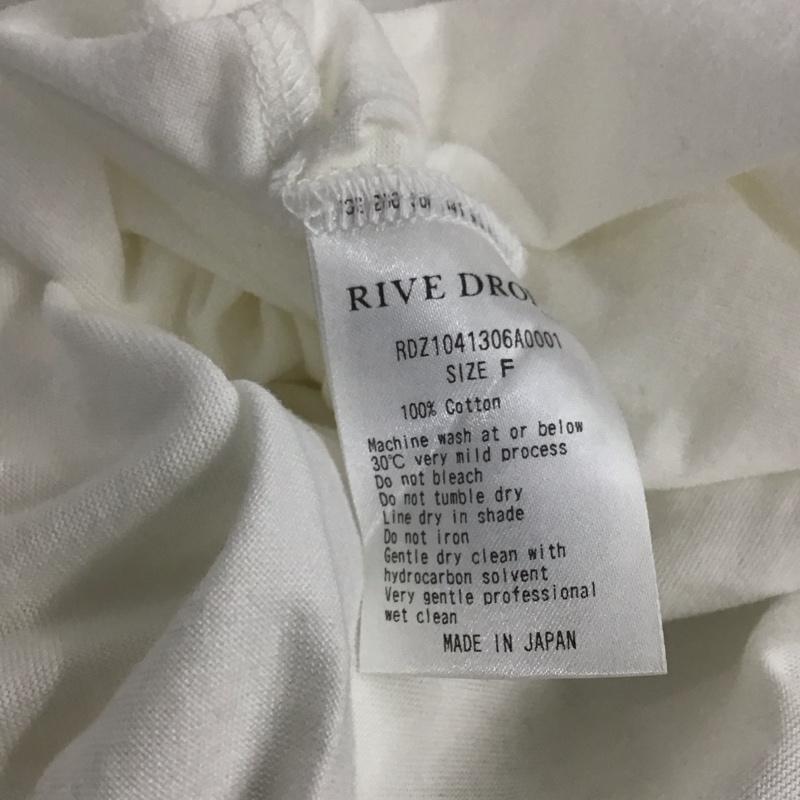 RIVE
RDZ1041306A0001
SIZE F
100% Cotton
Machine wash at or below
30℃ very mild process
Do not bleach
Do not tumble dry
Line dry in shade
Do not iron
Gentle dry clean with
hydrocarbon solvent
Very gentle professional
wet clean
MADE IN JAPAN